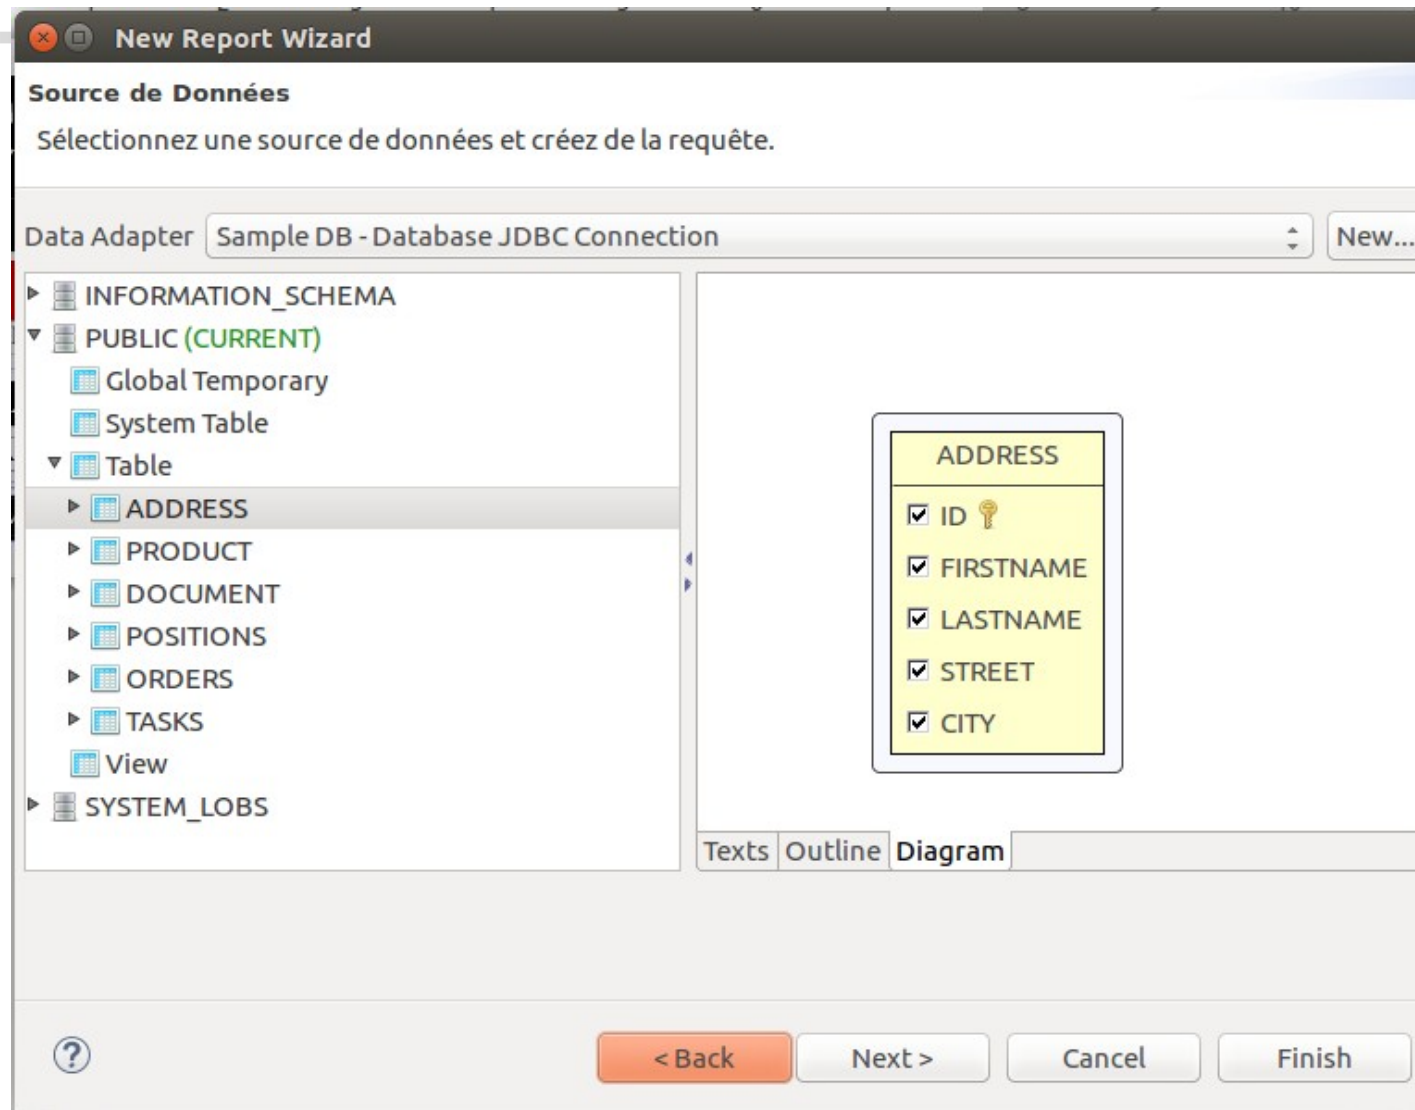 New Report Wizard
Source de Données
Sélectionnez une source de données et créez de la requête.
Data Adapter Sample DB - Database JDBC Connection New...
INFORMATION_SCHEMA
PUBLIC (CURRENT)
Global Temporary
System Table
Table
ADDRESS
PRODUCT
DOCUMENT
POSITIONS
ORDERS
TASKS
View
SYSTEM_LOBS
ADDRESS
ID
FIRSTNAME
LASTNAME
STREET
CITY
Texts Outline Diagram
? < Back Next > Cancel Finish